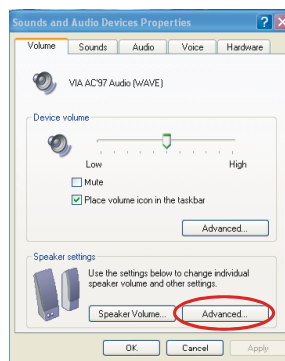 Sounds and Audio Devices Properties
Volume Sounds Audio Voice Hardware
VIA AC'97 Audio (WAVE)
Device volume
Low High
Mute
Place volume icon in the taskbar
Advanced...
Speaker settings
Use the settings below to change individual
speaker volume and other settings.
Speaker Volume... Advanced...
OK Cancel Apply